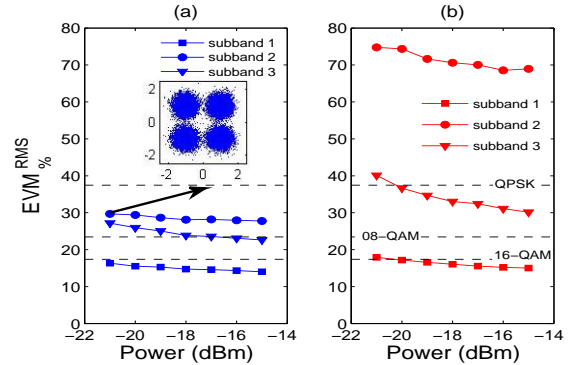 (a)
(b)
EVM RMS %
80
70
60
50
40
30
20
10
0
subband 1
subband 2
subband 3
2
0
-2
-2 0 2
−22 −20 −18 −16 −14
Power (dBm)
80
70
60
50
40
30
20
10
0
subband 1
subband 2
subband 3
QPSK
08−QAM
16−QAM
−22 −20 −18 −16 −14
Power (dBm)